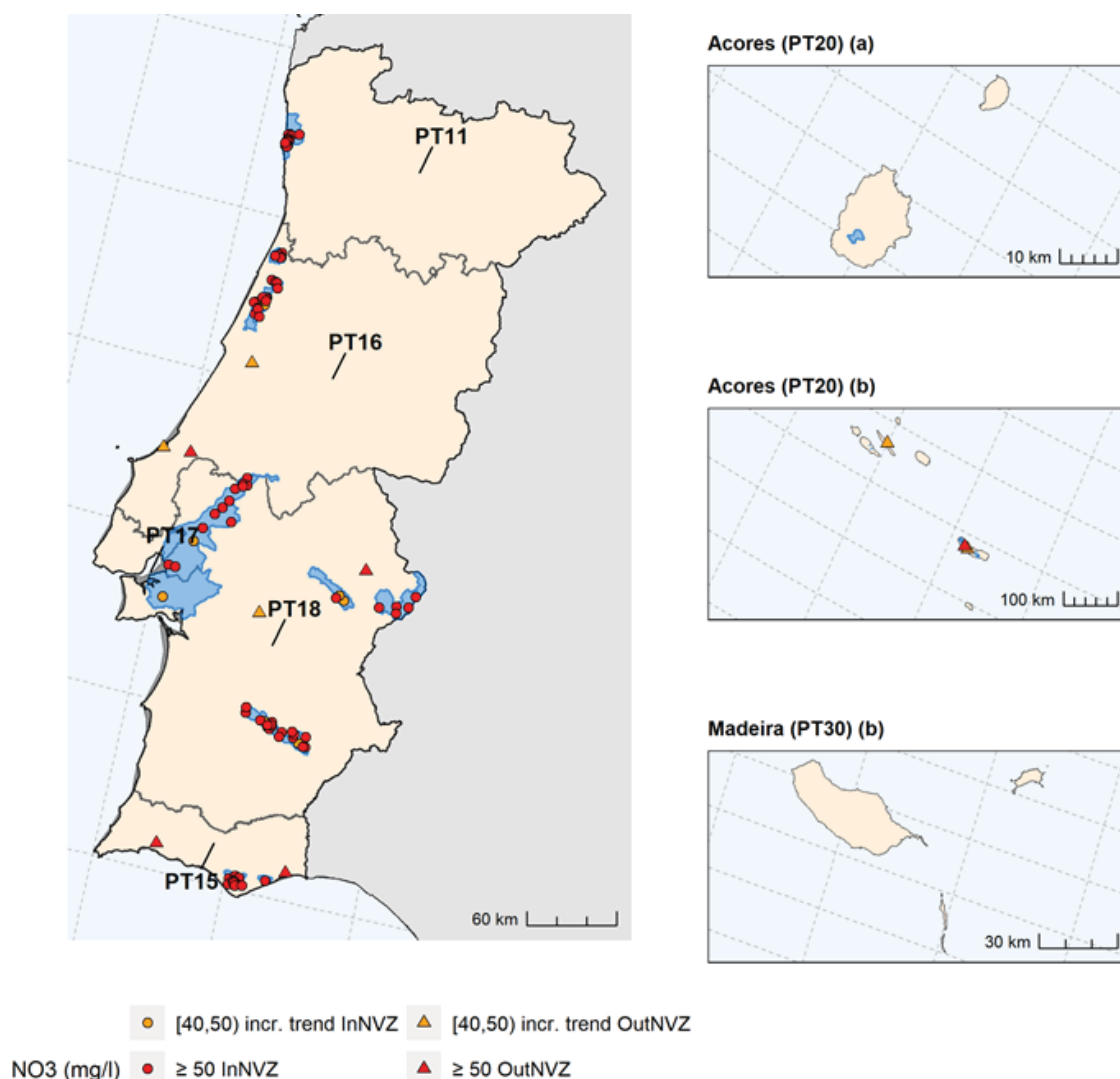 Acores (PT20) (a)
PT11
10 km
PT16
Acores (PT20) (b)
PT17
100 km
PT18
Madeira (PT30) (b)
PT15
60 km
30 km
[40,50) incr. trend InNVZ
[40,50) incr. trend OutNVZ
NO3 (mg/l)
≥ 50 InNVZ
≥ 50 OutNVZ